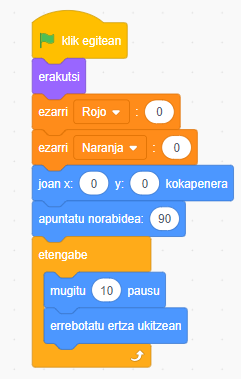 klik egitean
erakutsi
ezarri Rojo : 0
ezarri Naranja : 0
joan x: 0 y: 0 kokapenera
apuntatu norabidea: 90
etengabe
mugitu 10 pausu
errebotatu ertza ukitzean